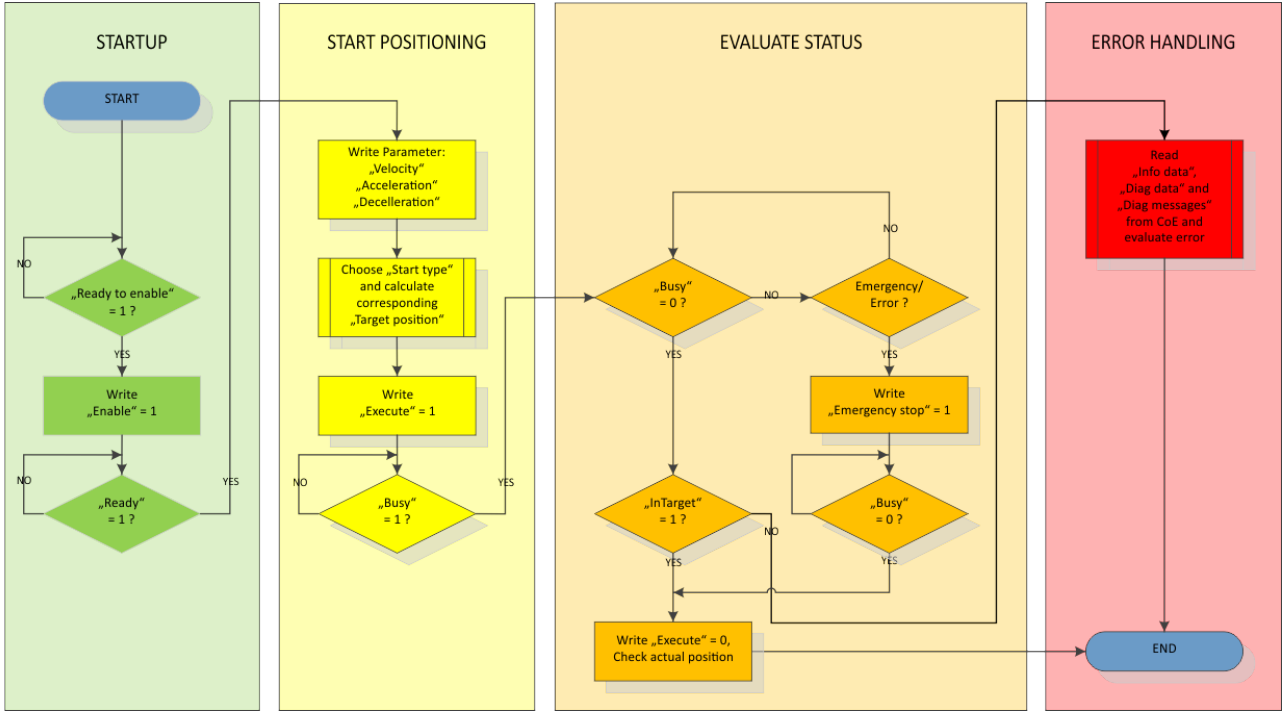 STARTUP
START
NO
„Ready to enable“
= 1 ?
YES
Write
„Enable“ = 1
NO
„Ready“
= 1 ?
YES
START POSITIONING
Write Parameter:
„Velocity“
„Acceleration“
„Decelleration“
Choose „Start type“
and calculate
corresponding
„Target position“
Write
„Execute“ = 1
NO
„Busy“
= 1 ?
YES
EVALUATE STATUS
NO
„Busy“
= 0 ?
NO
Emergency/
Error ?
YES
YES
Write
„Emergency stop“ = 1
„InTarget“
= 1 ?
NO
„Busy“
= 0 ?
YES
YES
Write „Execute“ = 0,
Check actual position
ERROR HANDLING
Read
„Info data“,
„Diag data“ and
„Diag messages“
from CoE and
evaluate error
END